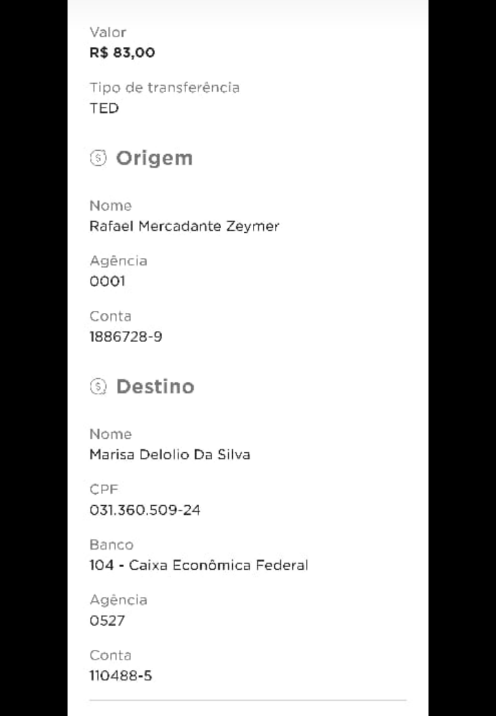 Valor
R$ 83,00
Tipo de transferência
TED
Origem
Nome
Rafael Mercadante Zeymer
Agência
0001
Conta
1886728-9
Destino
Nome
Marisa Delolio Da Silva
CPF
031.360.509-24
Banco
104 - Caixa Econômica Federal
Agência
0527
Conta
110488-5